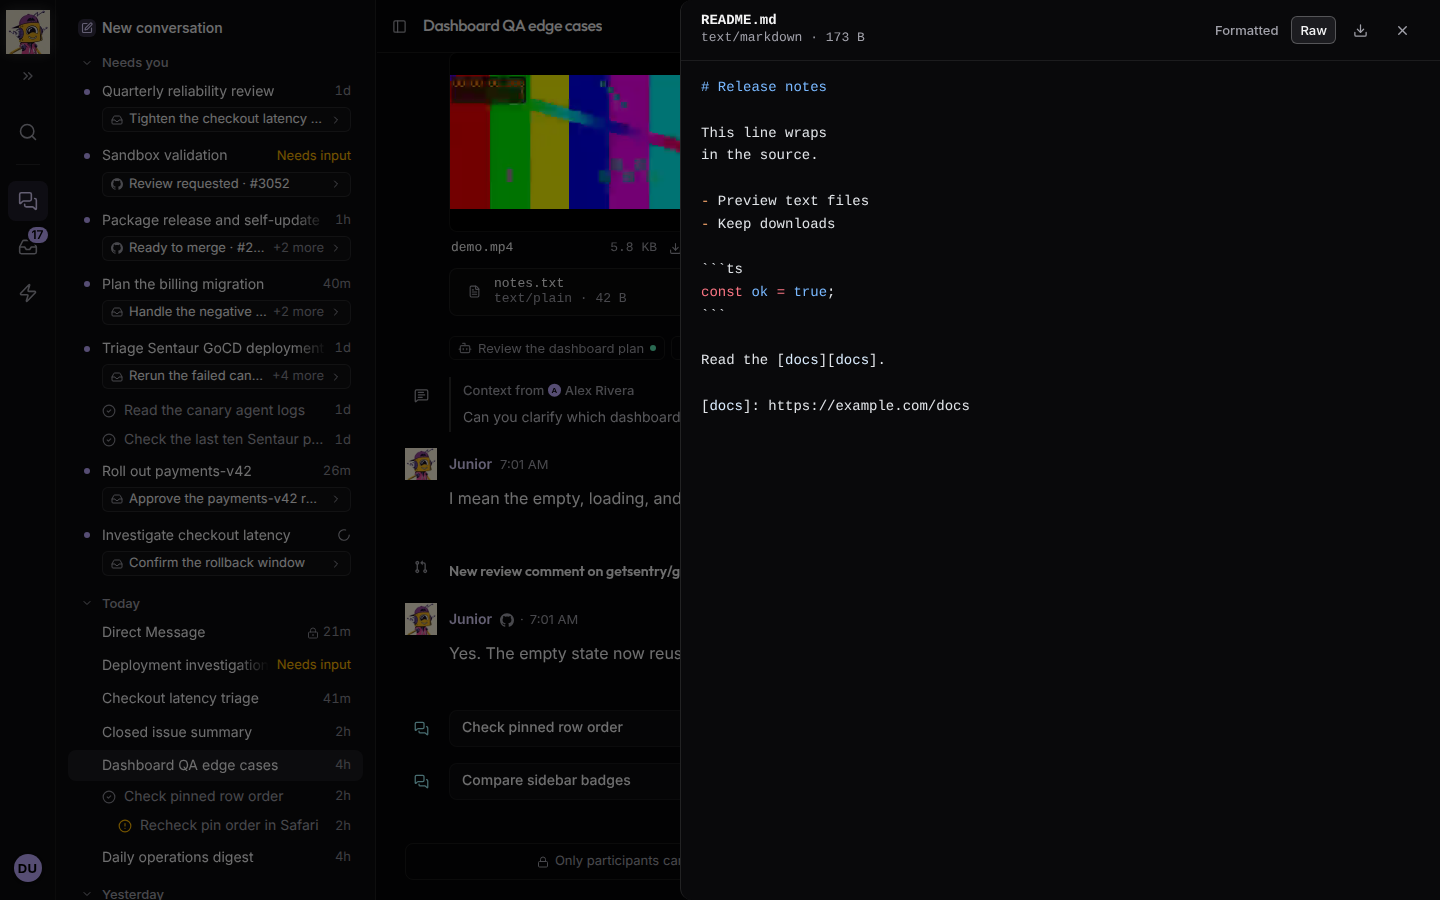 New conversation
Needs you
Quarterly reliability review 1d
Tighten the checkout latency ...
Sandbox validation Needs input
Review requested · #3052
Package release and self-update 1h
Ready to merge · #2... +2 more
Plan the billing migration 40m
Handle the negative ... +2 more
Triage Sentaur GoCD deployment 1d
Rerun the failed can... +4 more
Read the canary agent logs 1d
Check the last ten Sentaur p... 1d
Roll out payments-v42 26m
Approve the payments-v42 r...
Investigate checkout latency
Confirm the rollback window
Today
Direct Message 21m
Deployment investigation Needs input
Checkout latency triage 41m
Closed issue summary 2h
Dashboard QA edge cases 4h
Check pinned row order 2h
Recheck pin order in Safari 2h
Daily operations digest 4h
Yesterday
17
DU
Dashboard QA edge cases
demo.mp4 5.8 KB
notes.txt
text/plain · 42 B
Review the dashboard plan
Context from A Alex Rivera
Can you clarify which dashboard
Junior 7:01 AM
I mean the empty, loading, and
New review comment on getsentry/g
Junior · 7:01 AM
Yes. The empty state now reus
Check pinned row order
Compare sidebar badges
Only participants can
README.md
text/markdown · 173 B
Formatted Raw
# Release notes
This line wraps
in the source.
- Preview text files
- Keep downloads
```ts
const ok = true;
```
Read the [docs][docs].
[docs]: https://example.com/docs